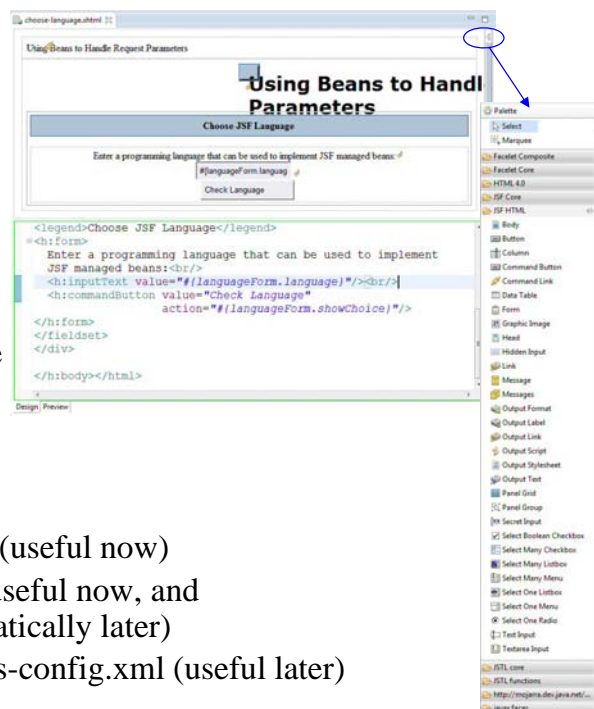 choose-language.xhtml
Using Beans to Handle Request Parameters
Using Beans to Handl
Parameters
Choose JSF Language
Enter a programming language that can be used to implement JSF managed beans:
#{languageForm.languag
Check Language
<legend>Choose JSF Language</legend>
<h:form>
Enter a programming language that can be used to implement
JSF managed beans:<br/>
<h:inputText value="#{languageForm.language}"/><br/>
<h:commandButton value="Check Language"
action="#{languageForm.showChoice}"/>
</h:form>
</fieldset>
</div>
</h:body></html>
Design Preview
Palette
Select
Marquee
Facelet Composite
Facelet Core
HTML 4.0
JSF Core
JSF HTML
Body
Button
Column
Command Button
Command Link
Data Table
Form
Graphic Image
Head
Hidden Input
Link
Message
Messages
Output Format
Output Label
Output Link
Output Script
Output Stylesheet
Output Text
Panel Grid
Panel Group
Secret Input
Select Boolean Checkbox
Select Many Checkbox
Select Many Listbox
Select Many Menu
Select One Listbox
Select One Menu
Select One Radio
Text Input
Textarea Input
JSTL core
JSTL functions
http://mojarra.dev.java.net/...
e
(useful now)
seful now, and
atically later)
s-config.xml (useful later)